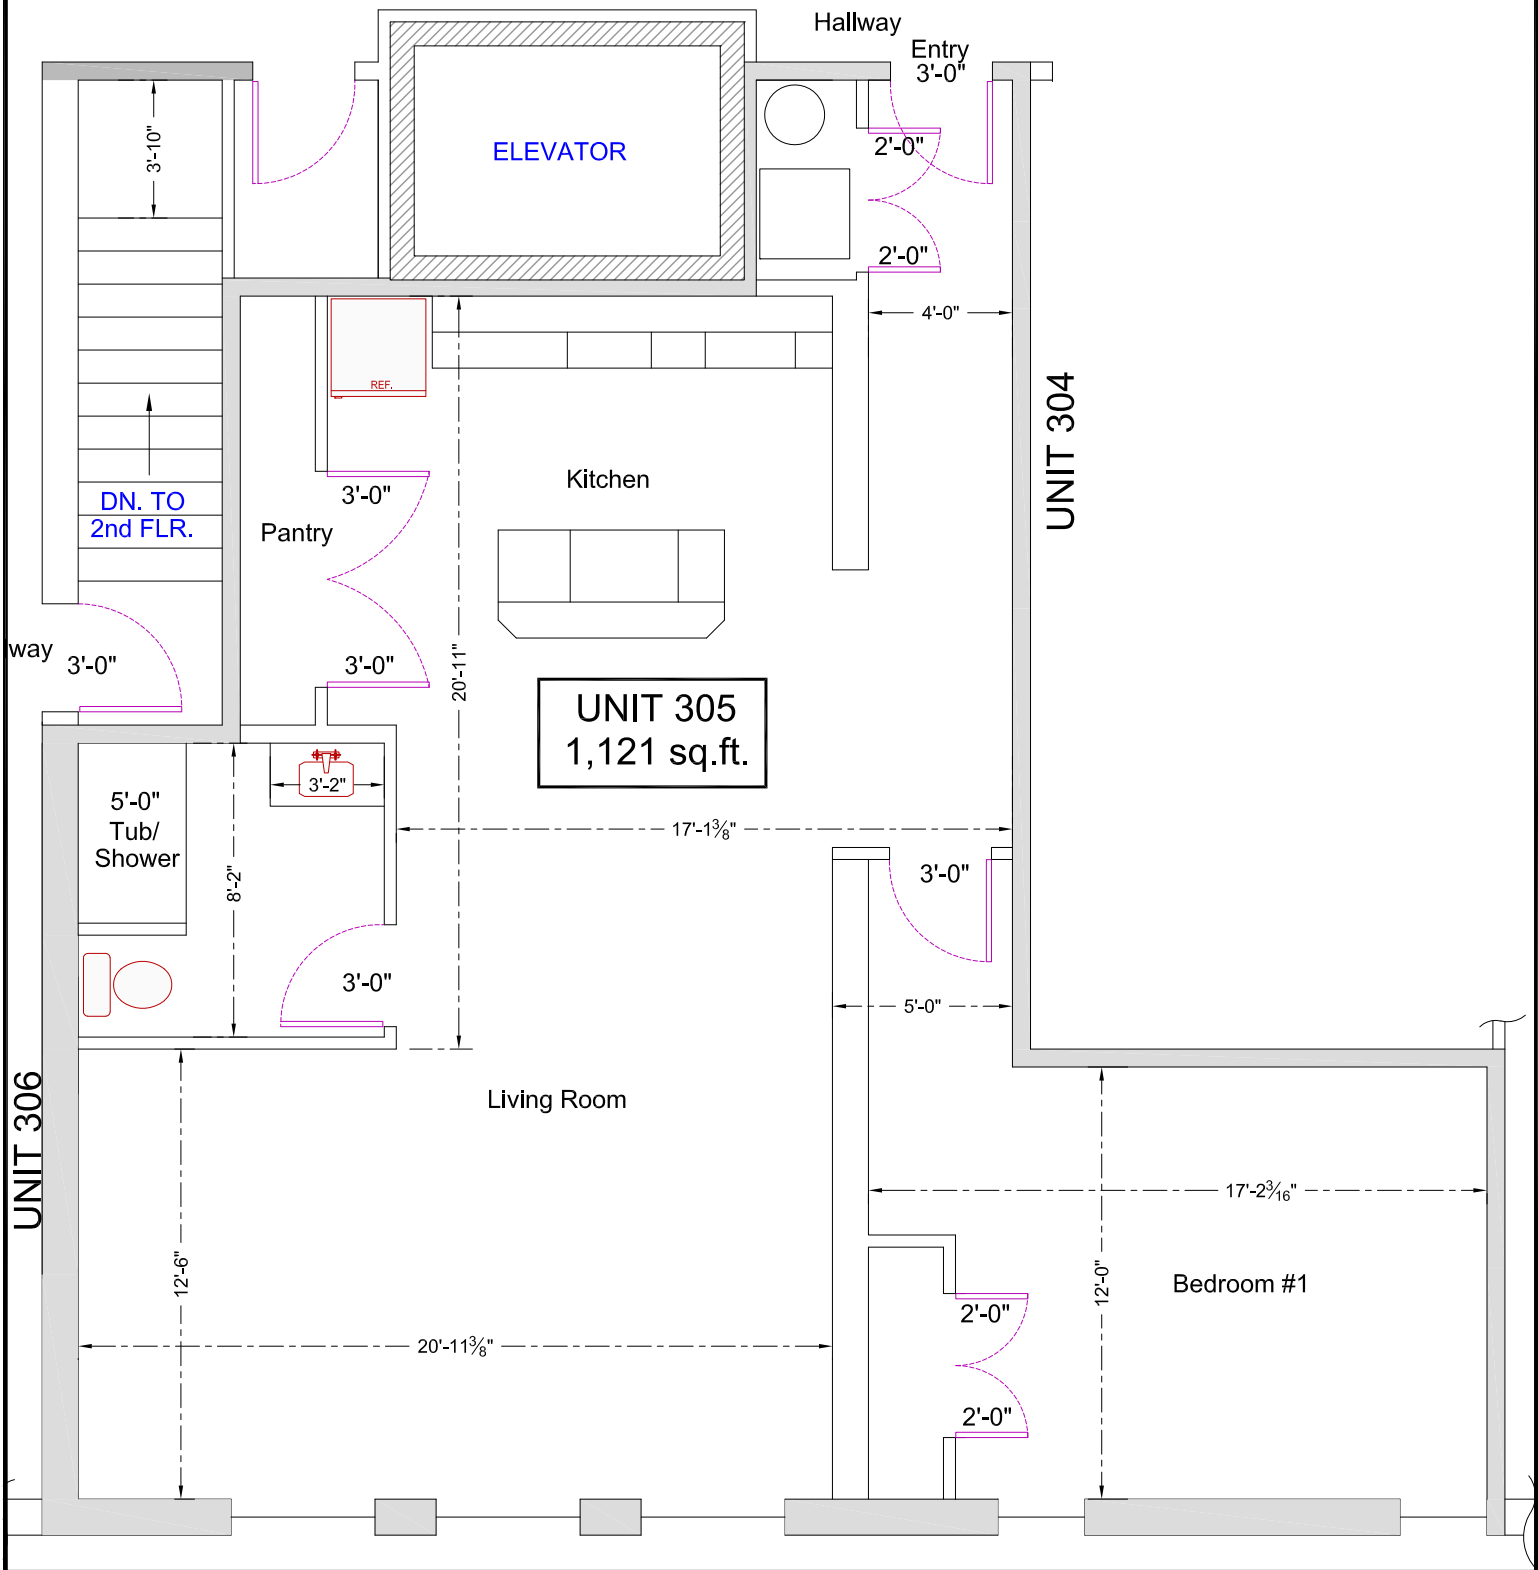 Hallway
Entry
3'-0"
ELEVATOR
3'-10"
2'-0"
2'-0"
4'-0"
REF.
UNIT 304
Kitchen
3'-0"
DN. TO
2nd FLR.
Pantry
way
3'-0"
3'-0"
20'-11"
UNIT 305
1,121 sq.ft.
3'-2"
5'-0"
Tub/
Shower
17'-1⅜"
8'-2"
3'-0"
3'-0"
5'-0"
UNIT 306
Living Room
17'-2³⁄₁₆"
12'-6"
12'-0"
Bedroom #1
2'-0"
20'-11⅜"
2'-0"